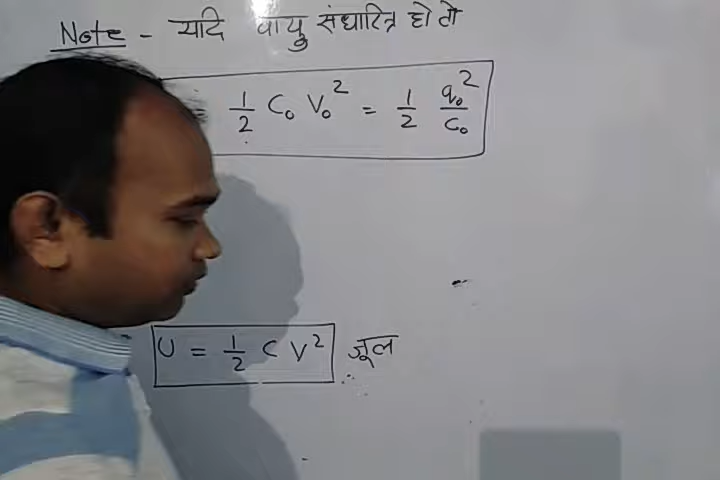 Note - यदि वायु संधारित्र हो तो
= 1/2 C₀ V₀² = 1/2 q₀²/C₀
U = 1/2 C V² जूल